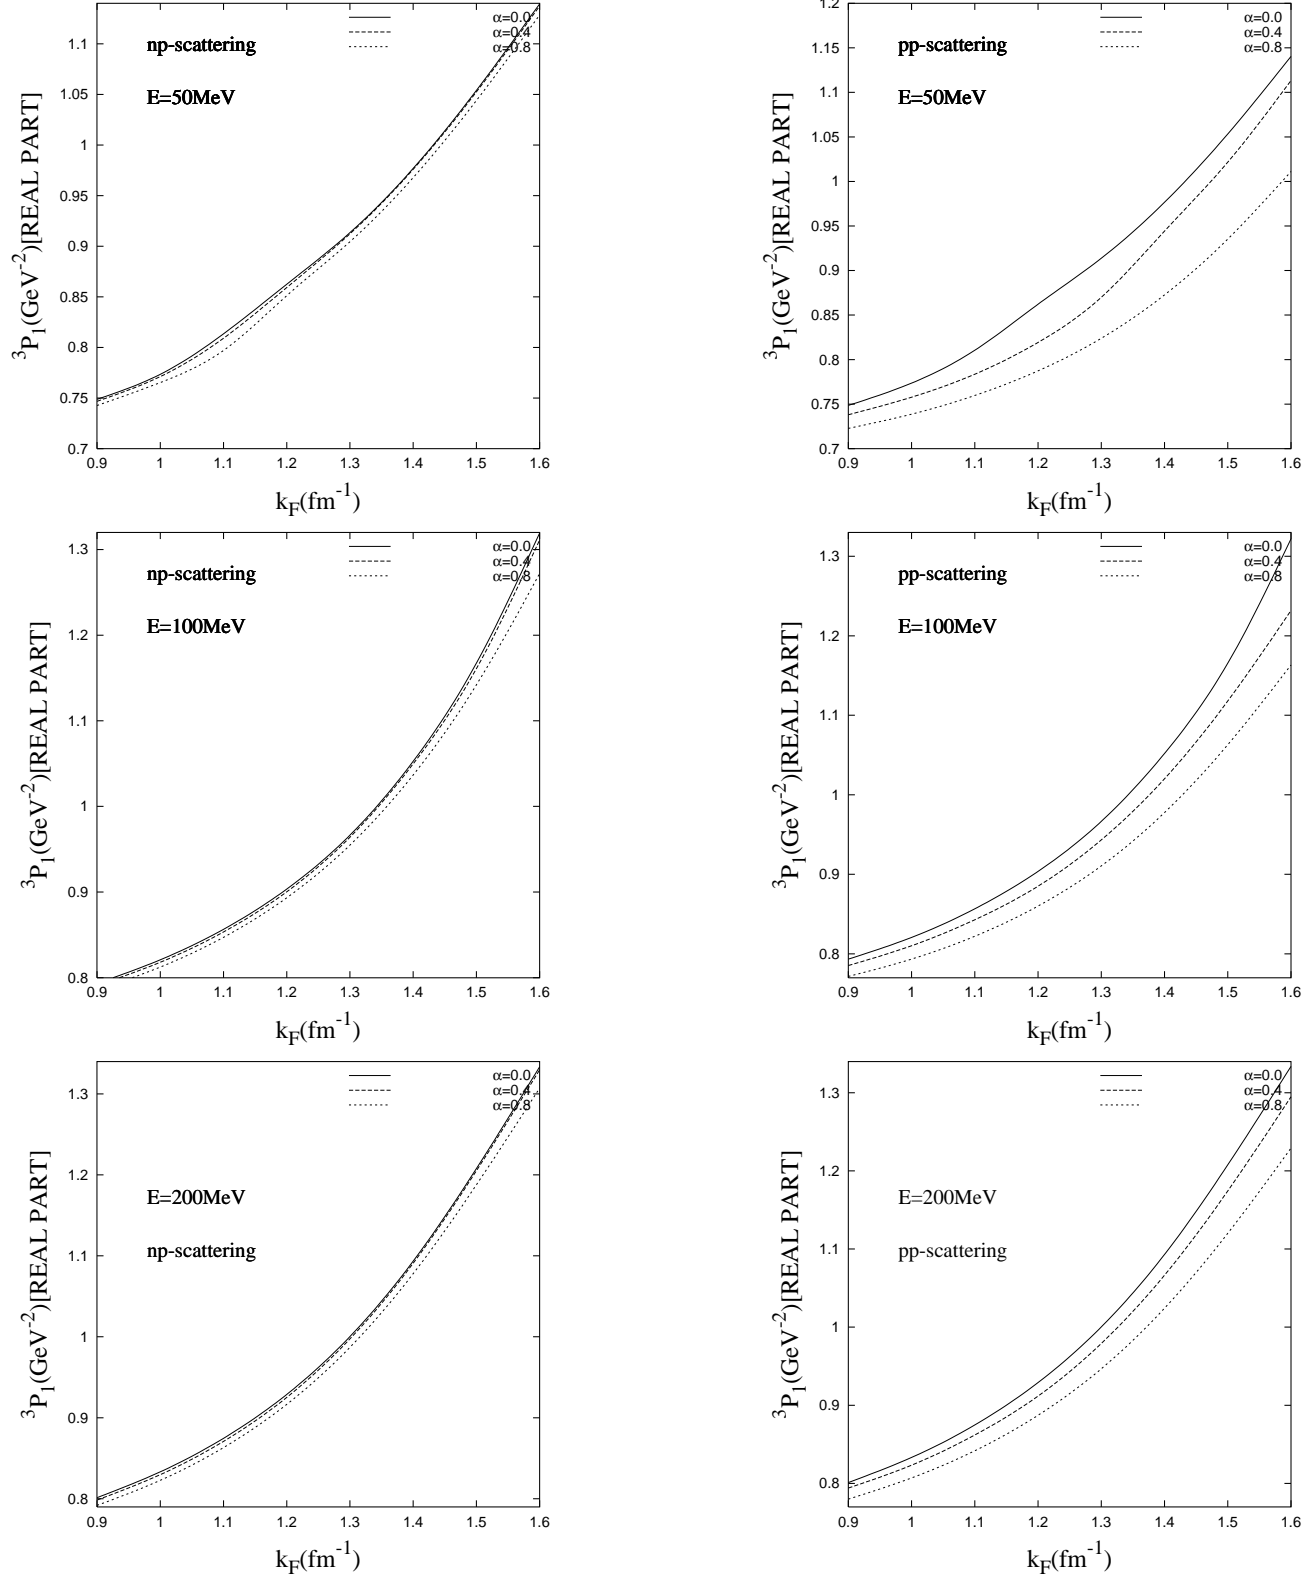 1.1
1.05
1
0.95
0.9
0.85
0.8
0.75
0.7
0.9 1 1.1 1.2 1.3 1.4 1.5 1.6
³P₁(GeV⁻²)[REAL PART]
k_F(fm⁻¹)
np-scattering
E=50MeV
α=0.0
α=0.4
α=0.8
1.2
1.15
1.1
1.05
1
0.95
0.9
0.85
0.8
0.75
0.7
0.9 1 1.1 1.2 1.3 1.4 1.5 1.6
³P₁(GeV⁻²)[REAL PART]
k_F(fm⁻¹)
pp-scattering
E=50MeV
α=0.0
α=0.4
α=0.8
1.3
1.2
1.1
1
0.9
0.8
0.9 1 1.1 1.2 1.3 1.4 1.5 1.6
³P₁(GeV⁻²)[REAL PART]
k_F(fm⁻¹)
np-scattering
E=100MeV
α=0.0
α=0.4
α=0.8
1.3
1.2
1.1
1
0.9
0.8
0.9 1 1.1 1.2 1.3 1.4 1.5 1.6
³P₁(GeV⁻²)[REAL PART]
k_F(fm⁻¹)
pp-scattering
E=100MeV
α=0.0
α=0.4
α=0.8
1.3
1.2
1.1
1
0.9
0.8
0.9 1 1.1 1.2 1.3 1.4 1.5 1.6
³P₁(GeV⁻²)[REAL PART]
k_F(fm⁻¹)
E=200MeV
np-scattering
α=0.0
α=0.4
α=0.8
1.3
1.2
1.1
1
0.9
0.8
0.9 1 1.1 1.2 1.3 1.4 1.5 1.6
³P₁(GeV⁻²)[REAL PART]
k_F(fm⁻¹)
E=200MeV
pp-scattering
α=0.0
α=0.4
α=0.8